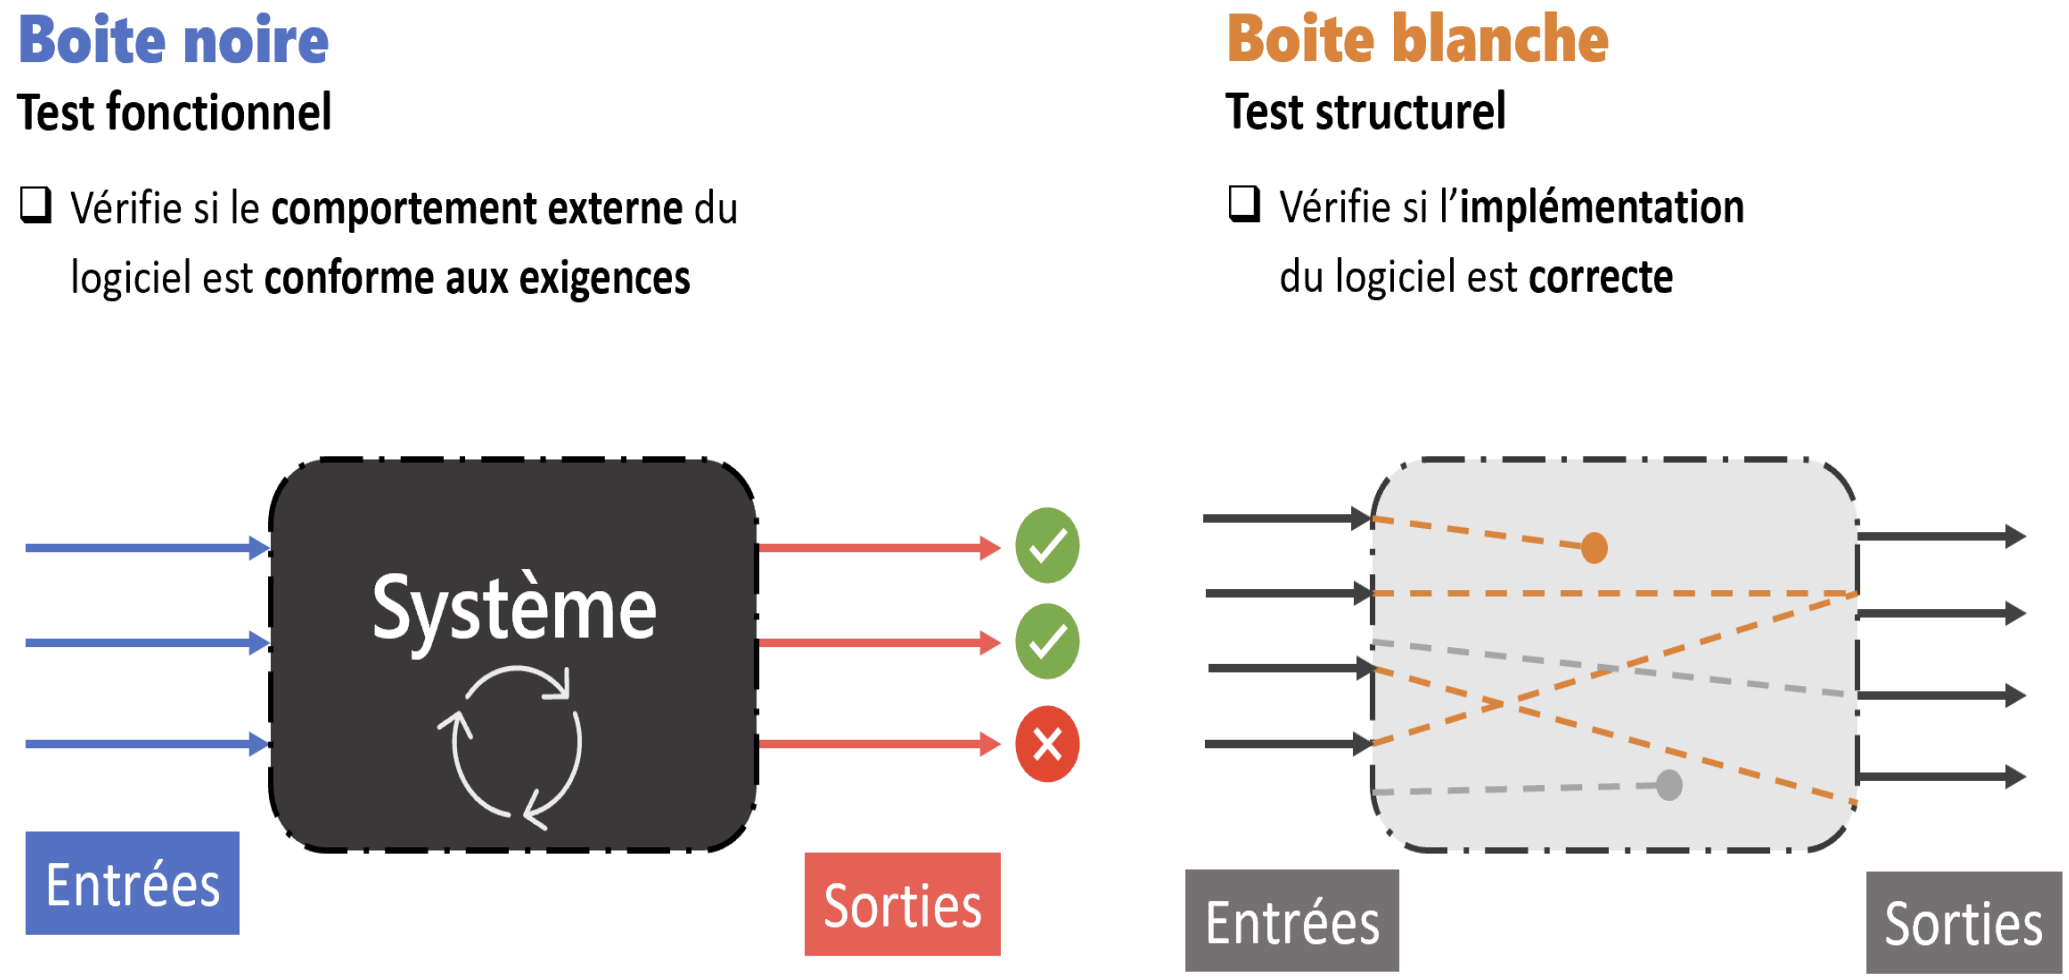 Boite noire
Test fonctionnel
Vérifie si le comportement externe du
logiciel est conforme aux exigences
Système
Entrées
Sorties
Boite blanche
Test structurel
Vérifie si l’implémentation
du logiciel est correcte
Entrées
Sorties